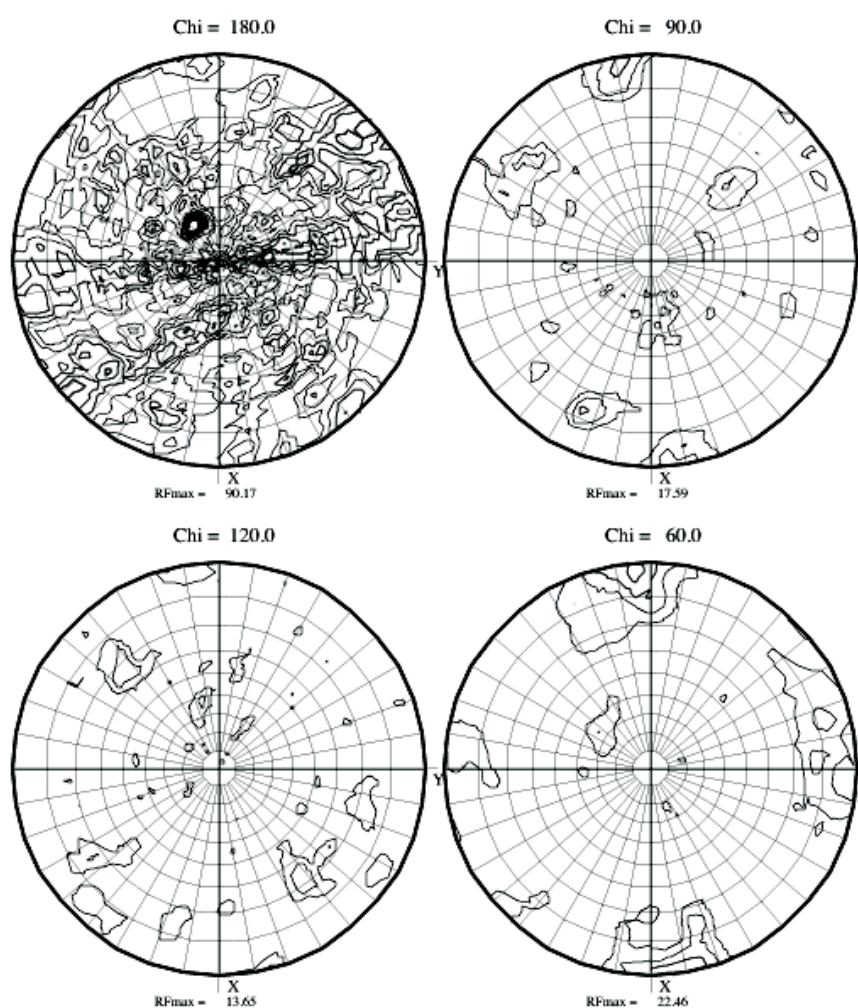 Chi = 180.0
Chi = 90.0
Y
X
X
RFmax = 90.17
RFmax = 17.59
Chi = 120.0
Chi = 60.0
Y
X
X
RFmax = 13.65
RFmax = 22.46